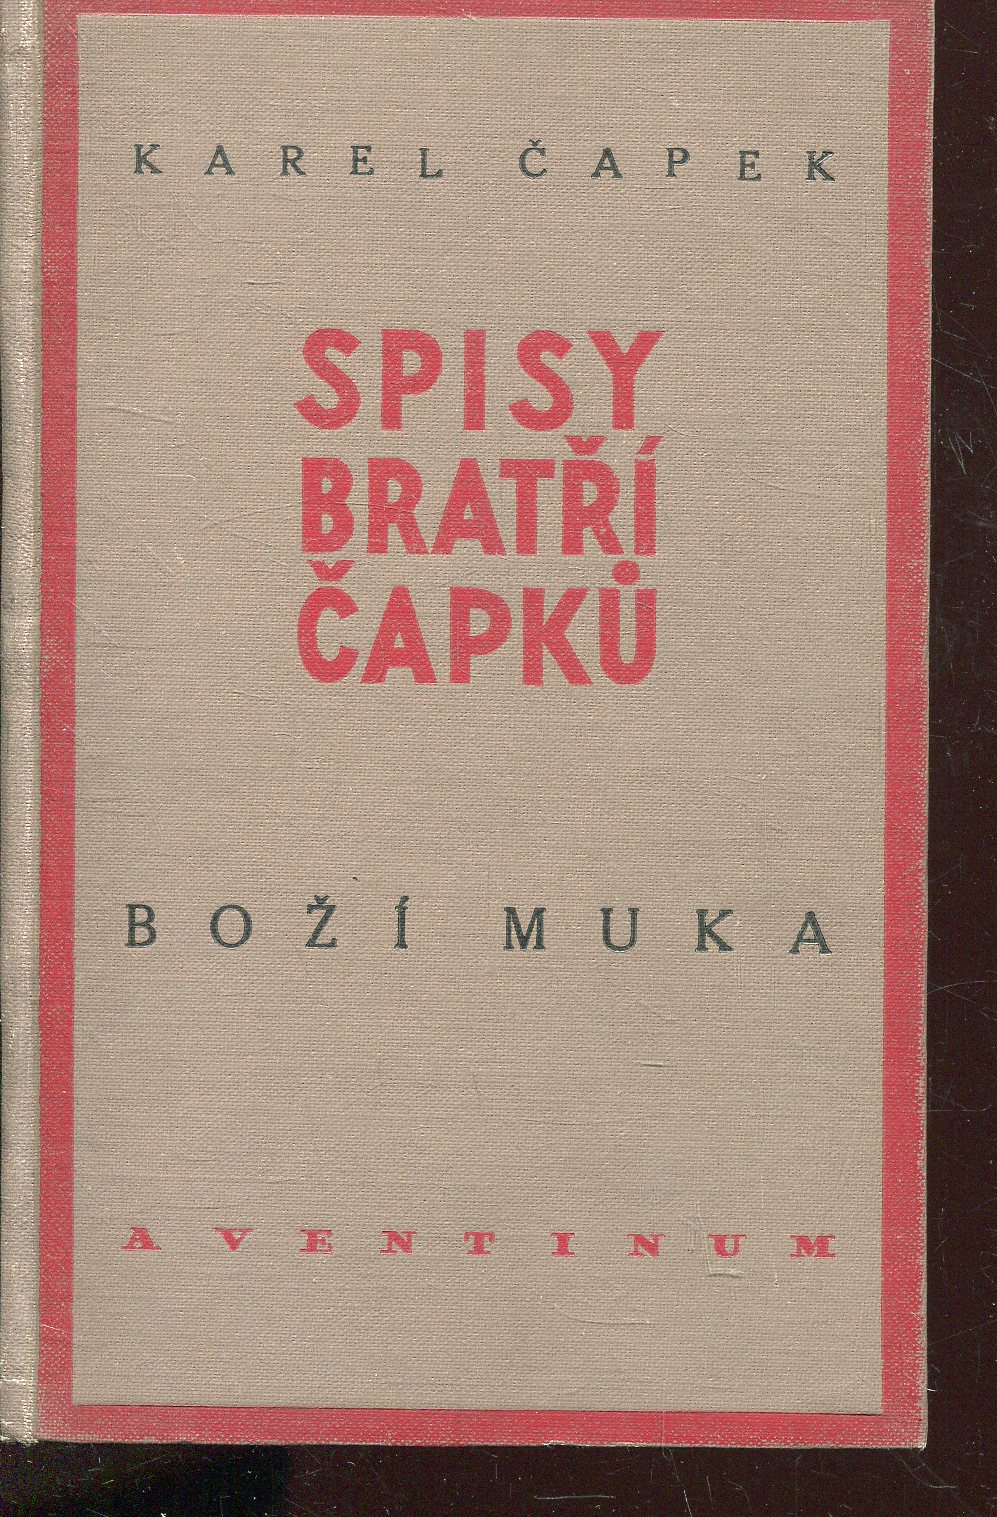 KAREL ČAPEK
SPISY
BRATŘÍ
ČAPKŮ
BOŽÍ MUKA
AVENTINUM